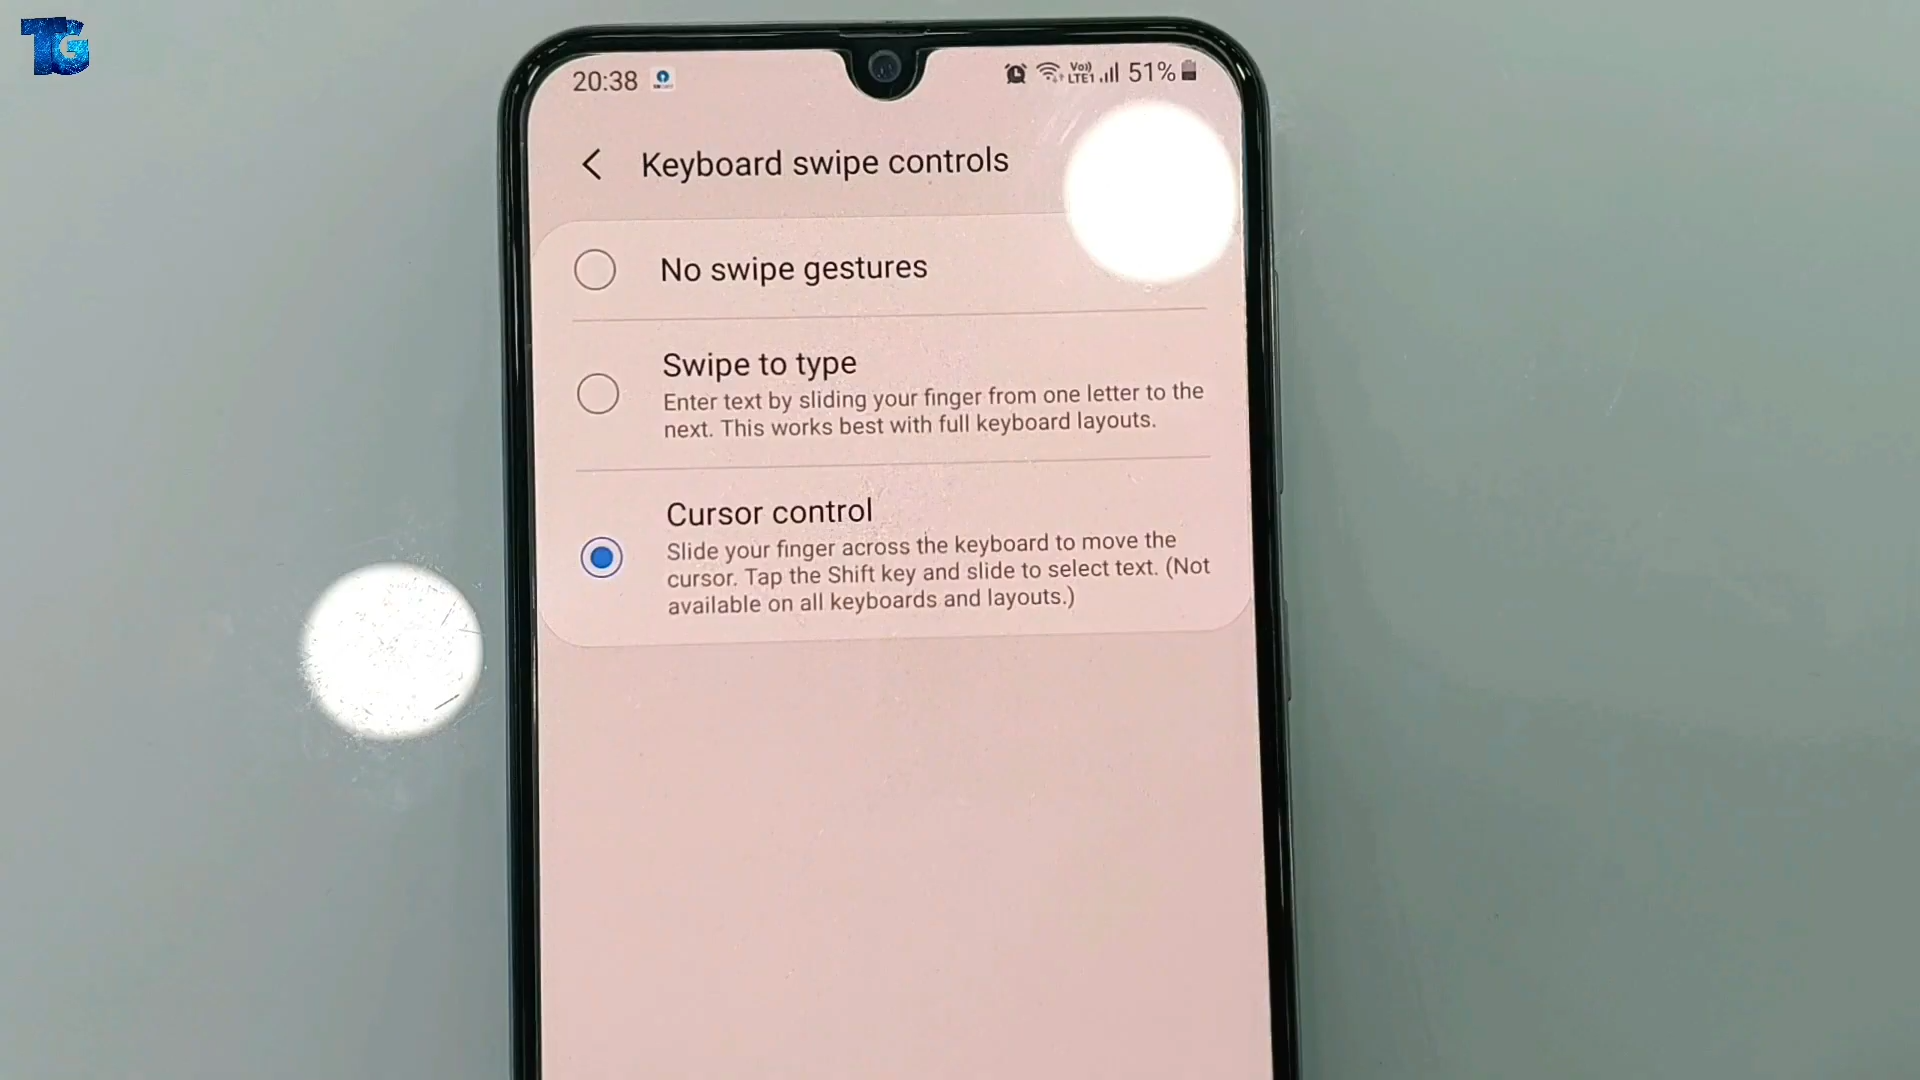 TG
20:38
Vo))
LTE1
51%
Keyboard swipe controls
No swipe gestures
Swipe to type
Enter text by sliding your finger from one letter to the
next. This works best with full keyboard layouts.
Cursor control
Slide your finger across the keyboard to move the
cursor. Tap the Shift key and slide to select text. (Not
available on all keyboards and layouts.)